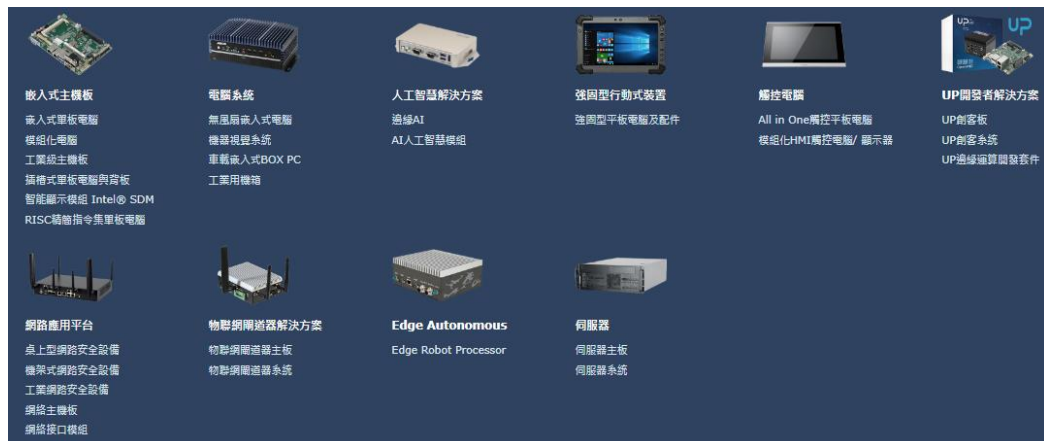 UP
嵌入式主機板
嵌入式單板電腦
模組化電腦
工業級主機板
插槽式單板電腦與背板
智能顯示模組 Intel® SDM
RISC精簡指令集單板電腦
電腦系統
無風扇嵌入式電腦
機器視覺系統
車載嵌入式BOX PC
工業用機箱
人工智慧解決方案
邊緣AI
AI人工智慧模組
強固型行動式裝置
強固型平板電腦及配件
觸控電腦
All in One觸控平板電腦
模組化HMI觸控電腦/ 顯示器
UP開發者解決方案
UP創客板
UP創客系統
UP邊緣運算開發套件
網路應用平台
桌上型網路安全設備
機架式網路安全設備
工業網路安全設備
網絡主機板
網絡接口模組
物聯網閘道器解決方案
物聯網閘道器主板
物聯網閘道器系統
Edge Autonomous
Edge Robot Processor
伺服器
伺服器主板
伺服器系統